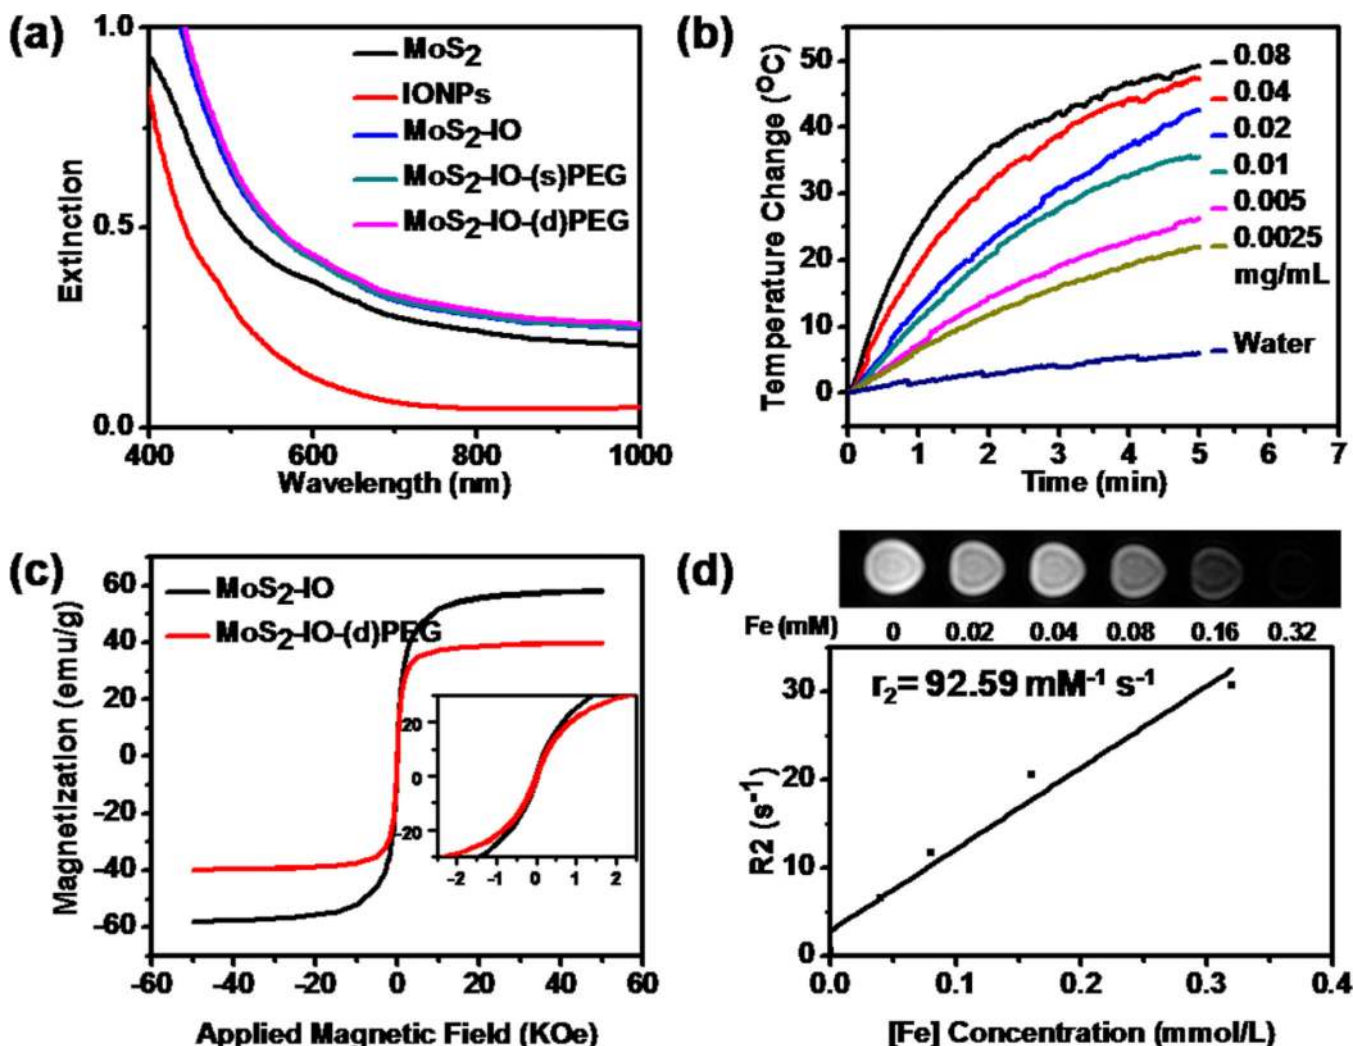 (a)
1.0
0.5
0.0
Extinction
400
600
800
1000
Wavelength (nm)
MoS2
IONPs
MoS2-IO
MoS2-IO-(s)PEG
MoS2-IO-(d)PEG
(b)
50
40
30
20
10
0
Temperature Change (°C)
0
1
2
3
4
5
6
7
Time (min)
0.08
0.04
0.02
0.01
0.005
0.0025
mg/mL
Water
(c)
60
40
20
0
-20
-40
-60
Magnetization (emu/g)
-60
-40
-20
0
20
40
60
Applied Magnetic Field (KOe)
MoS2-IO
MoS2-IO-(d)PEG
20
0
-20
-2
-1
0
1
2
(d)
Fe (mM)
0
0.02
0.04
0.08
0.16
0.32
r2= 92.59 mM-1 s-1
30
20
10
0
R2 (s-1)
0.0
0.1
0.2
0.3
0.4
[Fe] Concentration (mmol/L)